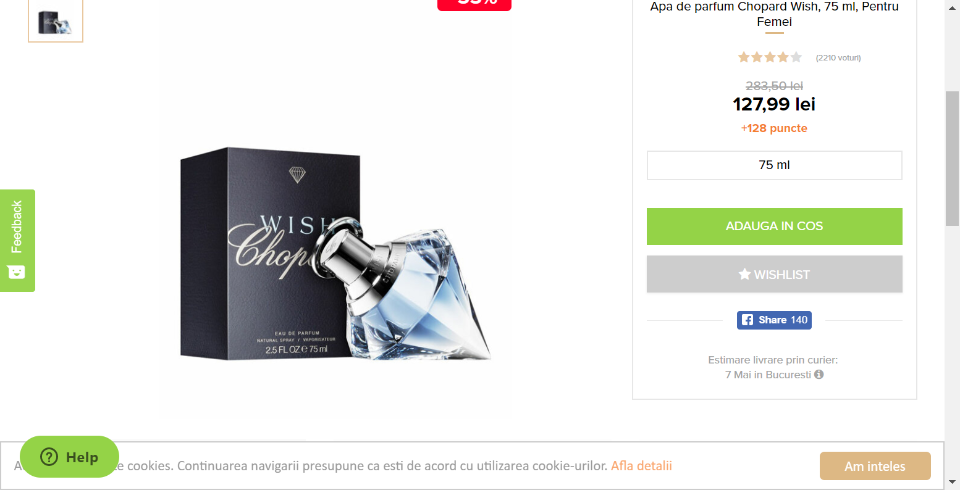 Apa de parfum Chopard Wish, 75 ml, Pentru
Femei
(2210 voturi)
283,50 lei
127,99 lei
+128 puncte
75 ml
ADAUGA IN COS
WISHLIST
Share 140
Estimare livrare prin curier:
7 Mai in Bucuresti
Feedback
WISH
Chop
EAU DE PARFUM
NATURAL SPRAY / VAPORISATEUR
2.5 FL OZ e 75 ml
CHOPARD
Help
cookies. Continuarea navigarii presupune ca esti de acord cu utilizarea cookie-urilor. Afla detalii
Am inteles